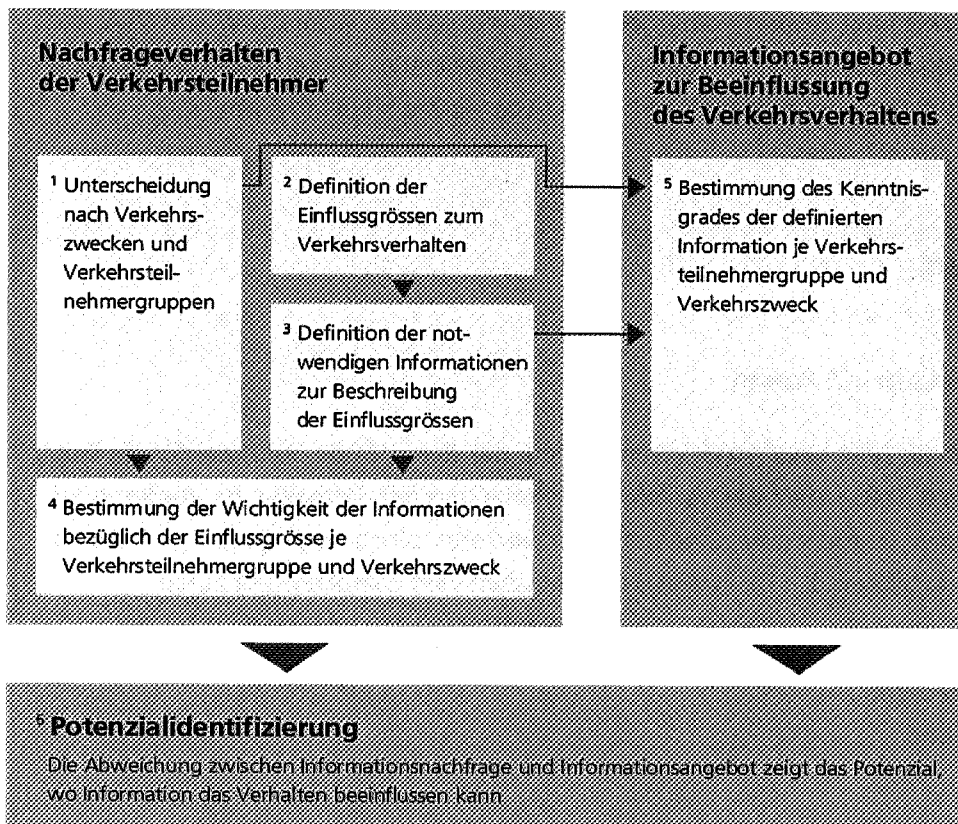 Nachfrageverhalten
der Verkehrsteilnehmer
1 Unterscheidung
nach Verkehrs-
zwecken und
Verkehrsteil-
nehmergruppen
2 Definition der
Einflussgrössen zum
Verkehrsverhalten
3 Definition der not-
wendigen Informationen
zur Beschreibung
der Einflussgrössen
4 Bestimmung der Wichtigkeit der Informationen
bezüglich der Einflussgrösse je
Verkehrsteilnehmergruppe und Verkehrszweck
Informationsangebot
zur Beeinflussung
des Verkehrsverhaltens
5 Bestimmung des Kenntnis-
grades der definierten
Information je Verkehrs-
teilnehmergruppe und
Verkehrszweck
6 Potenzialidentifizierung
Die Abweichung zwischen Informationsnachfrage und Informationsangebot zeigt das Potenzial,
wo Information das Verhalten beeinflussen kann